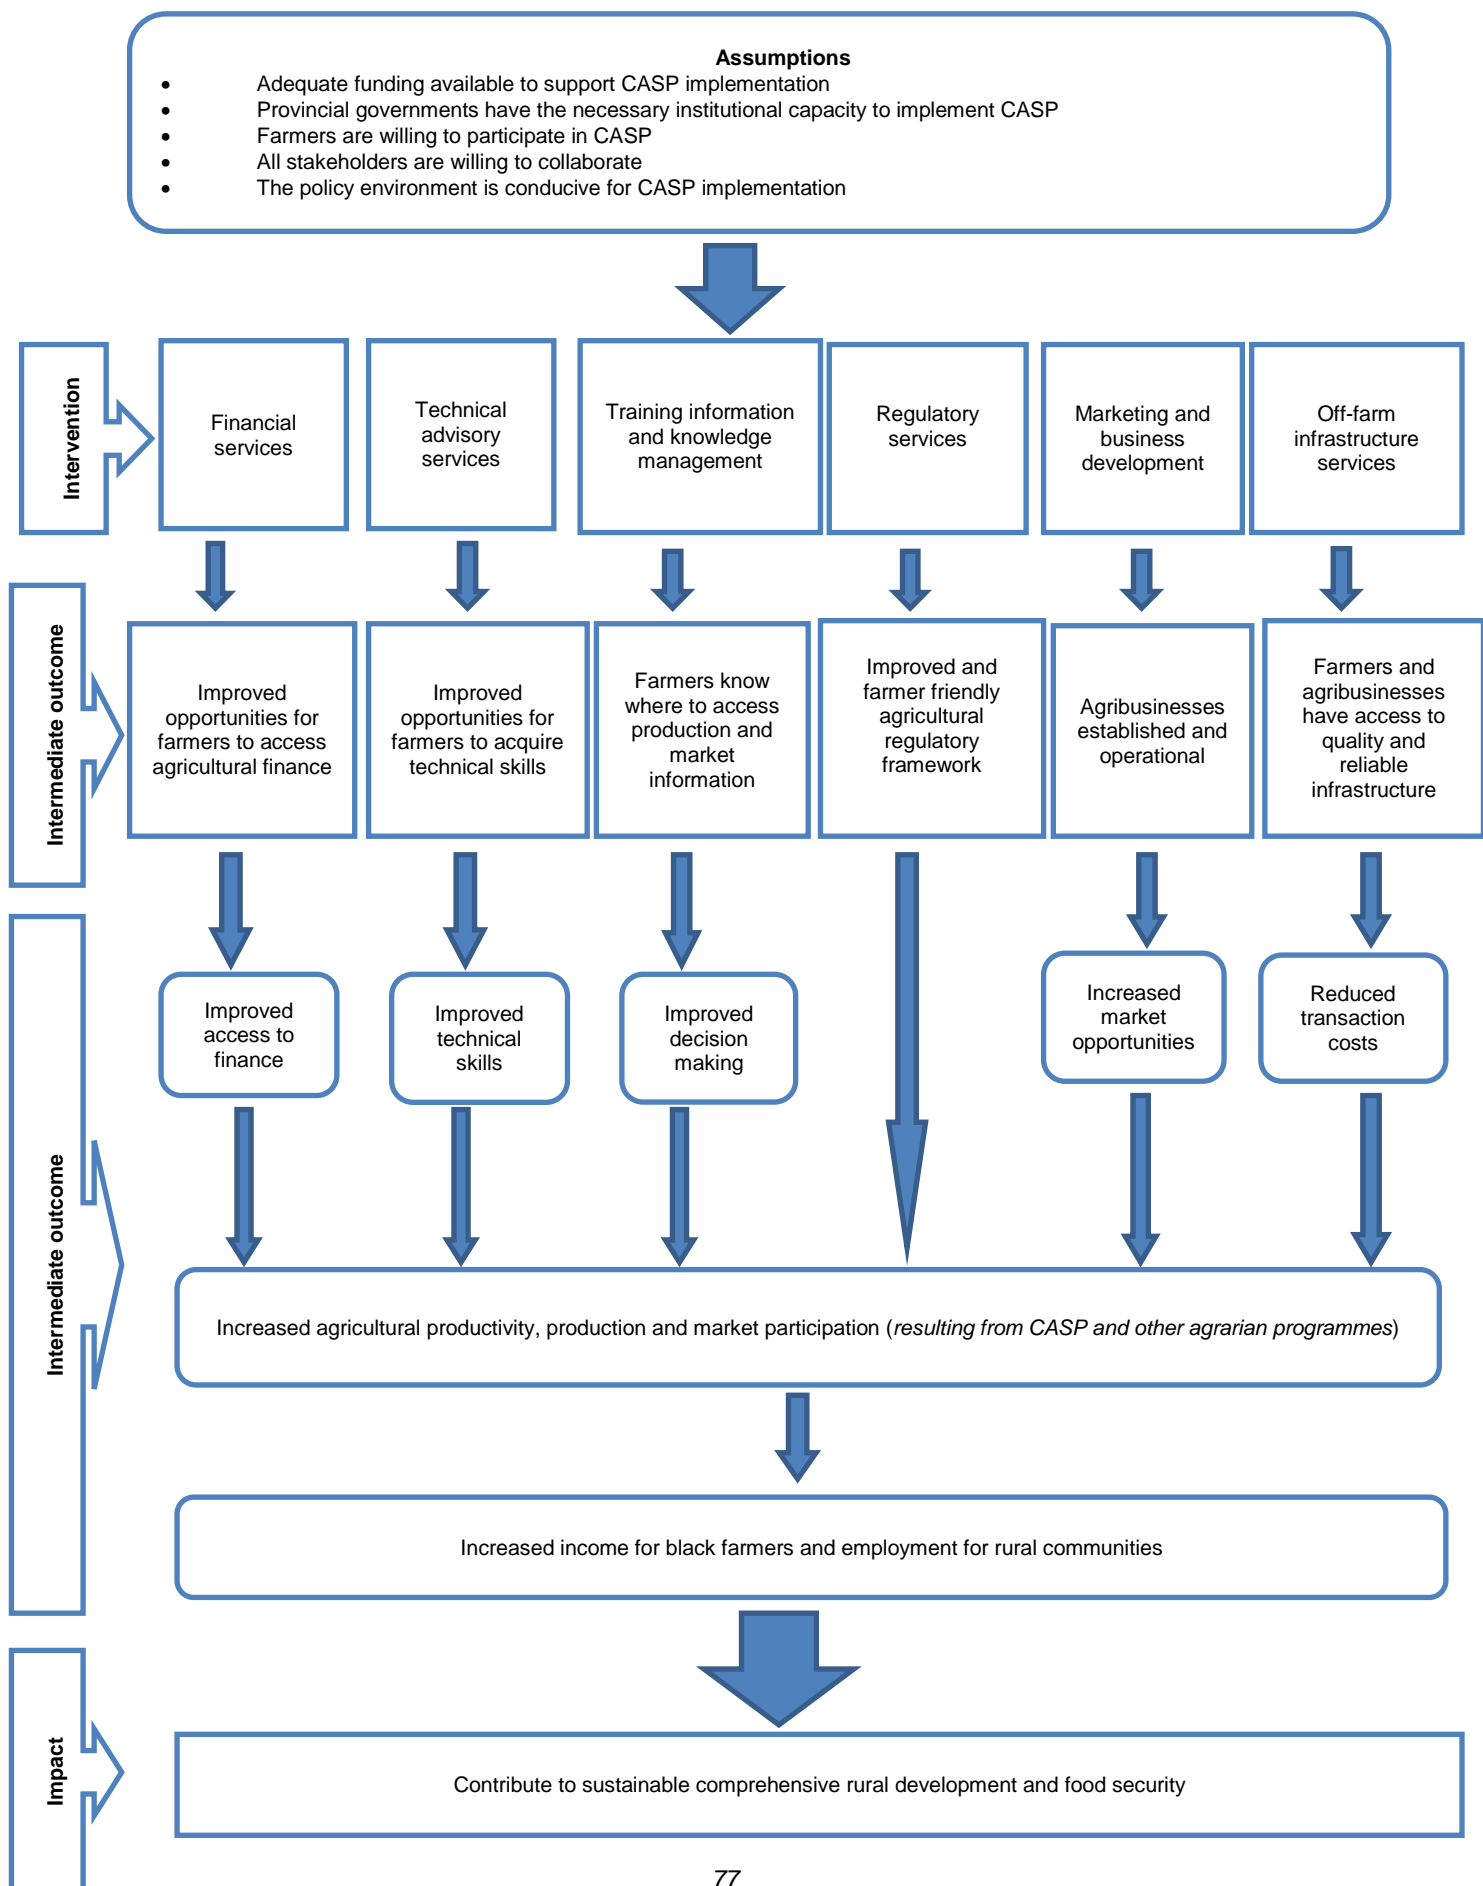 Assumptions
• Adequate funding available to support CASP implementation
• Provincial governments have the necessary institutional capacity to implement CASP
• Farmers are willing to participate in CASP
• All stakeholders are willing to collaborate
• The policy environment is conducive for CASP implementation
Intervention
Financial
services
Technical
advisory
services
Training information
and knowledge
management
Regulatory
services
Marketing and
business
development
Off-farm
infrastructure
services
Intermediate outcome
Improved
opportunities for
farmers to access
agricultural finance
Improved
opportunities for
farmers to acquire
technical skills
Farmers know
where to access
production and
market
information
Improved and
farmer friendly
agricultural
regulatory
framework
Agribusinesses
established and
operational
Farmers and
agribusinesses
have access to
quality and
reliable
infrastructure
Intermediate outcome
Improved
access to
finance
Improved
technical
skills
Improved
decision
making
Increased
market
opportunities
Reduced
transaction
costs
Increased agricultural productivity, production and market participation (resulting from CASP and other agrarian programmes)
Increased income for black farmers and employment for rural communities
Impact
Contribute to sustainable comprehensive rural development and food security
77